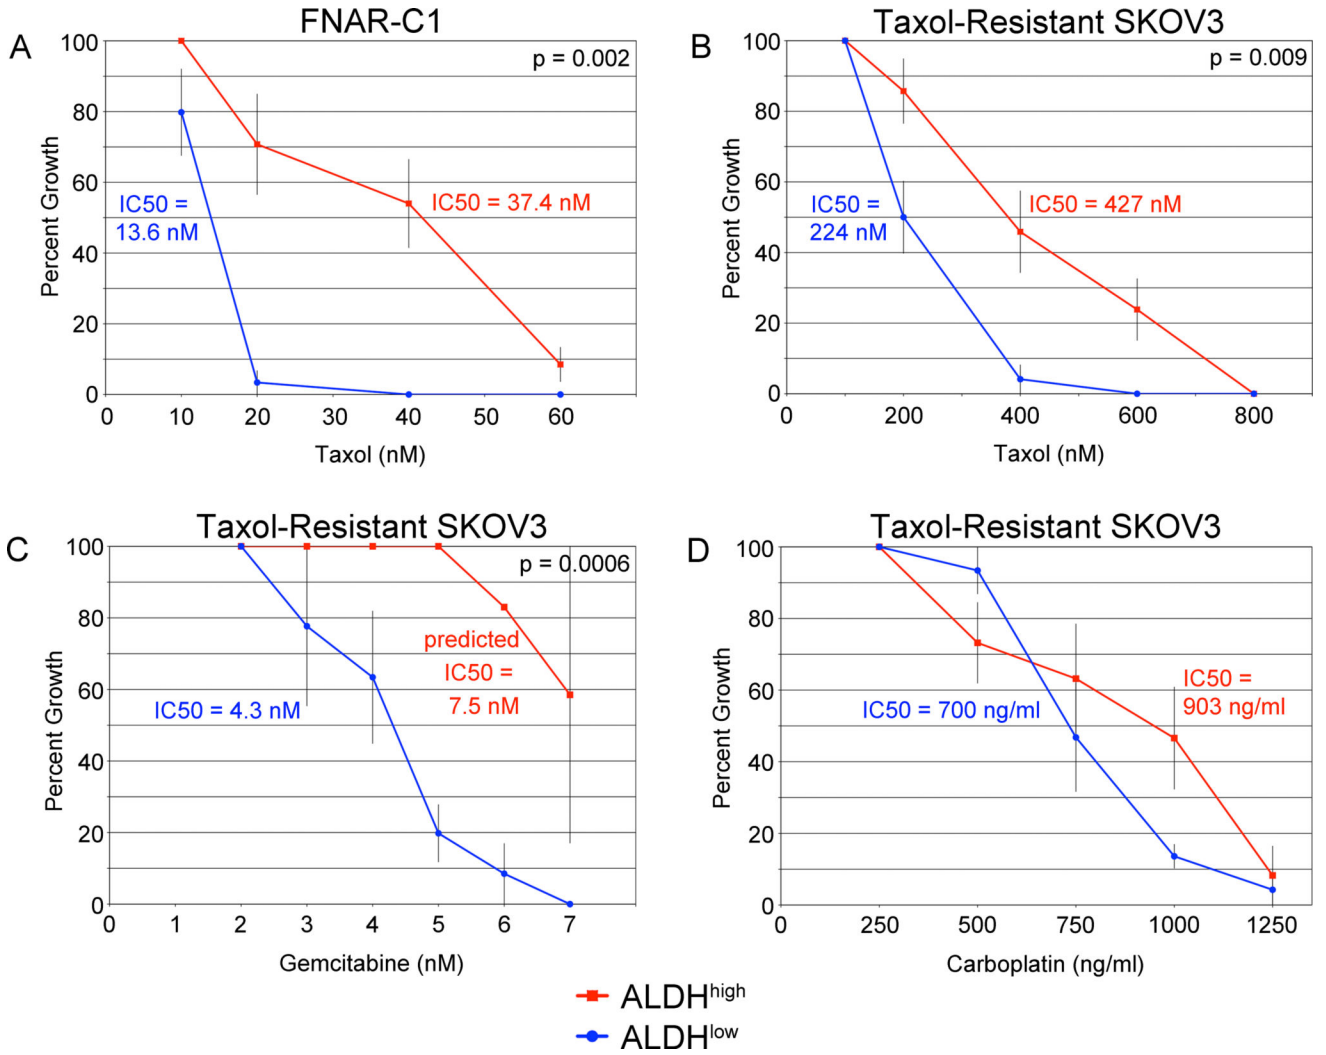 A
FNAR-C1
p = 0.002
100
80
60
40
20
0
Percent Growth
IC50 =
13.6 nM
IC50 = 37.4 nM
0 10 20 30 40 50 60
Taxol (nM)
B
Taxol-Resistant SKOV3
p = 0.009
100
80
60
40
20
0
Percent Growth
IC50 =
224 nM
IC50 = 427 nM
0 200 400 600 800
Taxol (nM)
C
Taxol-Resistant SKOV3
p = 0.0006
100
80
60
40
20
0
Percent Growth
IC50 = 4.3 nM
predicted
IC50 =
7.5 nM
0 1 2 3 4 5 6 7
Gemcitabine (nM)
D
Taxol-Resistant SKOV3
100
80
60
40
20
0
Percent Growth
IC50 = 700 ng/ml
IC50 =
903 ng/ml
0 250 500 750 1000 1250
Carboplatin (ng/ml)
ALDHhigh
ALDHlow